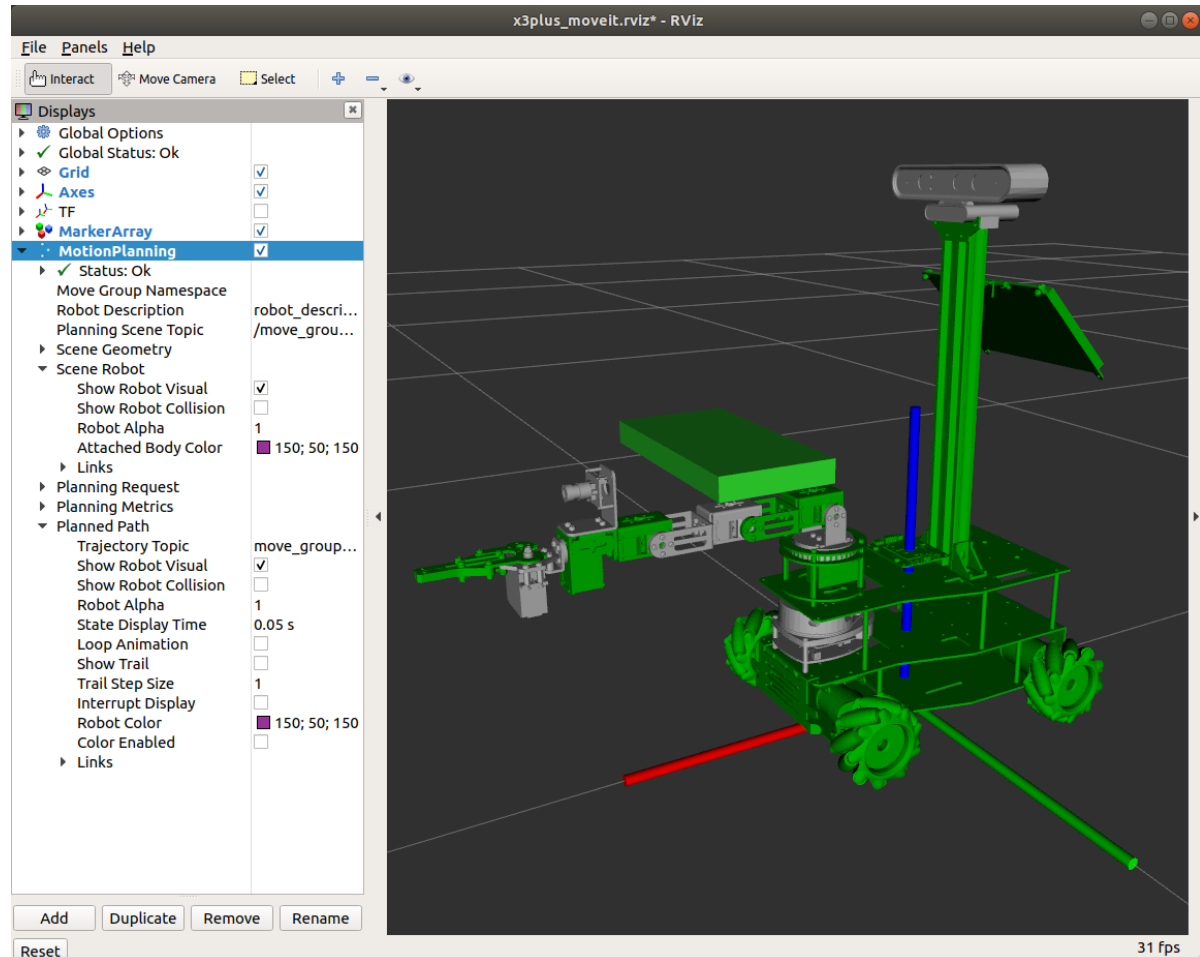 x3plus_moveit.rviz* - RViz
File Panels Help
Interact Move Camera Select
Displays
Global Options
Global Status: Ok
Grid
Axes
TF
MarkerArray
MotionPlanning
Status: Ok
Move Group Namespace
Robot Description robot_descri...
Planning Scene Topic /move_grou...
Scene Geometry
Scene Robot
Show Robot Visual
Show Robot Collision
Robot Alpha 1
Attached Body Color 150; 50; 150
Links
Planning Request
Planning Metrics
Planned Path
Trajectory Topic move_group...
Show Robot Visual
Show Robot Collision
Robot Alpha 1
State Display Time 0.05 s
Loop Animation
Show Trail
Trail Step Size 1
Interrupt Display
Robot Color 150; 50; 150
Color Enabled
Links
Add Duplicate Remove Rename
Reset 31 fps